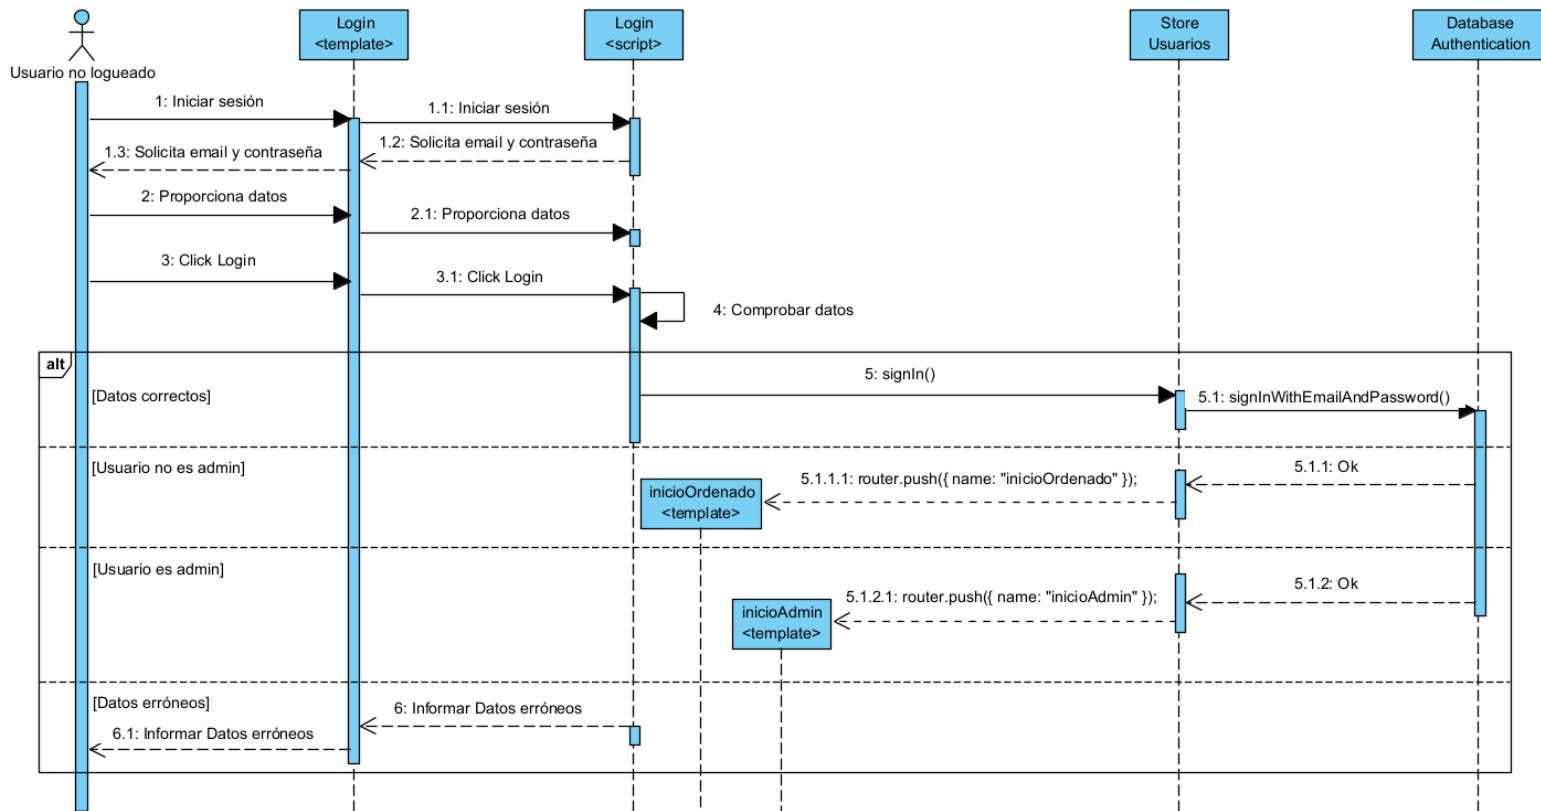 Usuario no logueado
Login
<template>
Login
<script>
Store
Usuarios
Database
Authentication
1: Iniciar sesión
1.1: Iniciar sesión
1.2: Solicita email y contraseña
1.3: Solicita email y contraseña
2: Proporciona datos
2.1: Proporciona datos
3: Click Login
3.1: Click Login
4: Comprobar datos
alt
[Datos correctos]
5: signIn()
5.1: signInWithEmailAndPassword()
[Usuario no es admin]
5.1.1: Ok
5.1.1.1: router.push({ name: "inicioOrdenado" });
inicioOrdenado
<template>
[Usuario es admin]
5.1.2: Ok
5.1.2.1: router.push({ name: "inicioAdmin" });
inicioAdmin
<template>
[Datos erróneos]
6: Informar Datos erróneos
6.1: Informar Datos erróneos